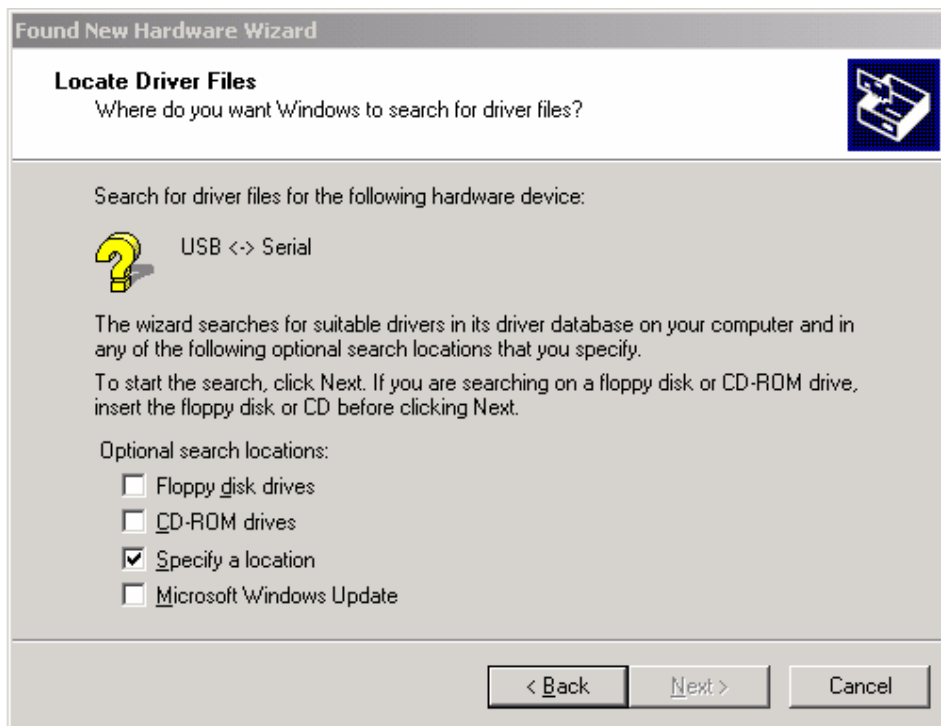 Found New Hardware Wizard
Locate Driver Files
Where do you want Windows to search for driver files?
Search for driver files for the following hardware device:
USB <-> Serial
The wizard searches for suitable drivers in its driver database on your computer and in
any of the following optional search locations that you specify.
To start the search, click Next. If you are searching on a floppy disk or CD-ROM drive,
insert the floppy disk or CD before clicking Next.
Optional search locations:
Floppy disk drives
CD-ROM drives
Specify a location
Microsoft Windows Update
< Back
Next >
Cancel